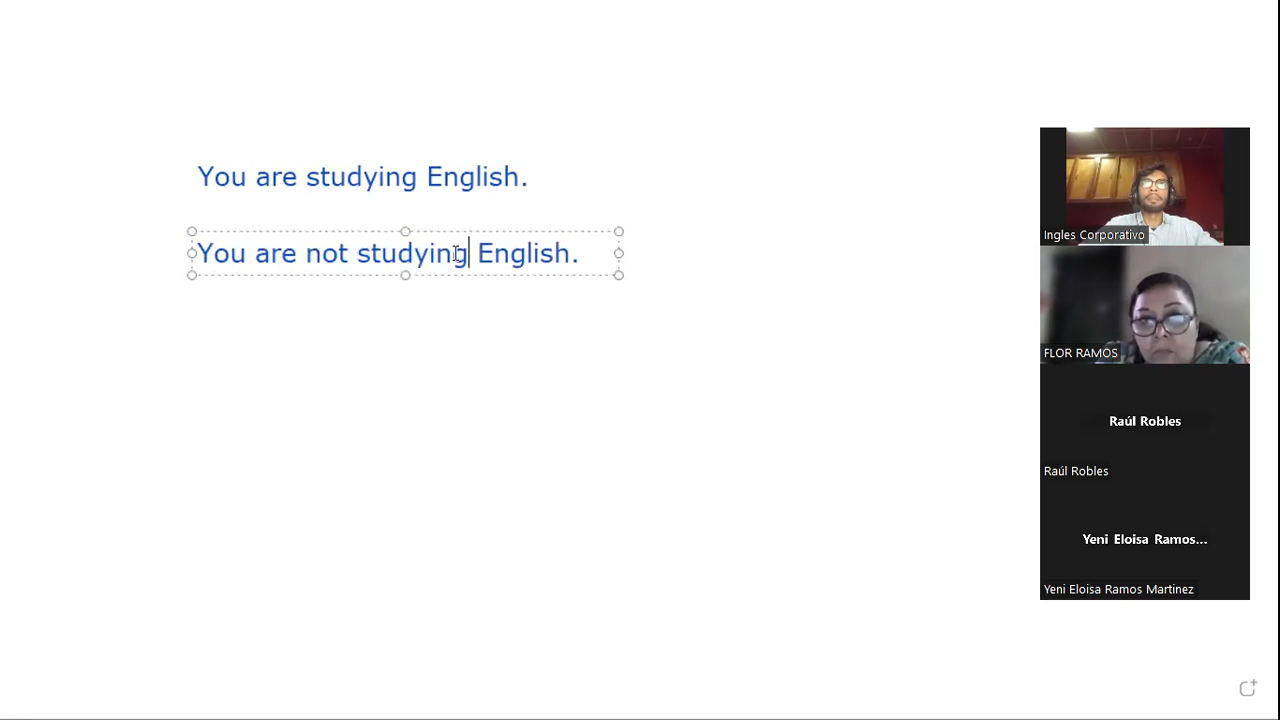 You are studying English.
You are not studying English.
Ingles Corporativo
FLOR RAMOS
Raúl Robles
Raúl Robles
Yeni Eloisa Ramos...
Yeni Eloisa Ramos Martinez